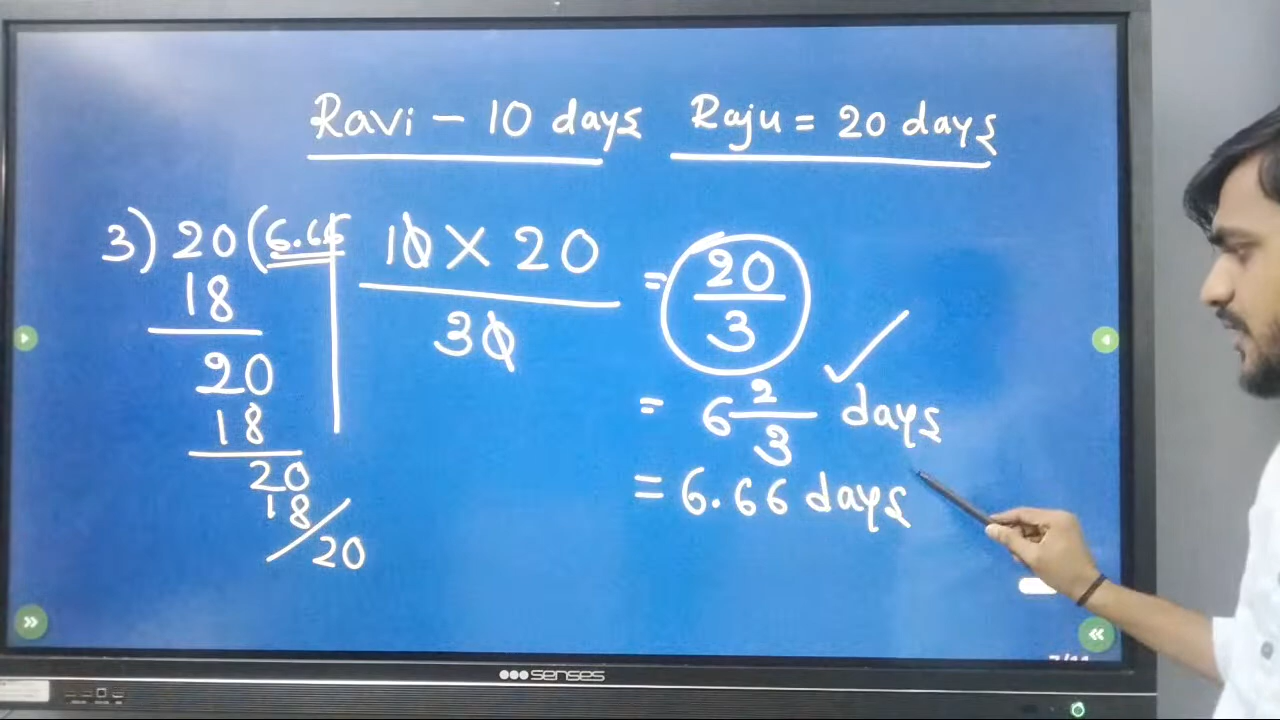 Ravi – 10 days Raju = 20 days
3) 20 (6.66
18
20
18
20
18
20
10 X 20
30
= 20/3
= 6 2/3 days
= 6.66 days
senses